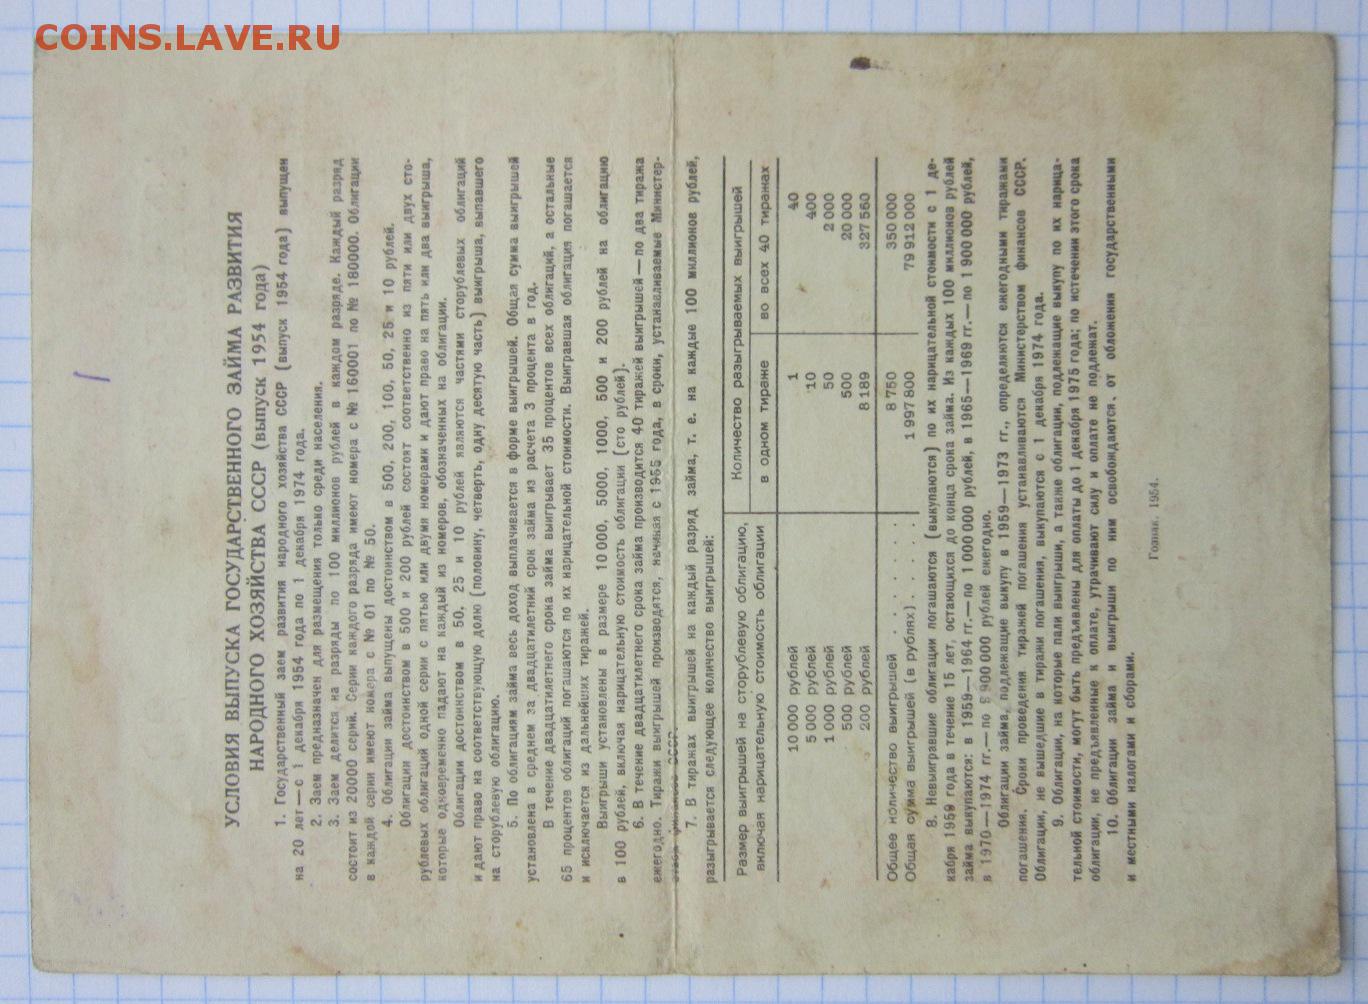 COINS.LAVE.RU
УСЛОВИЯ ВЫПУСКА ГОСУДАРСТВЕННОГО ЗАЙМА РАЗВИТИЯ
НАРОДНОГО ХОЗЯЙСТВА СССР (выпуск 1954 года)
1. Государственный заем развития народного хозяйства СССР (выпуск 1954 года) выпущен
на 20 лет — с 1 декабря 1954 года по 1 декабря 1974 года.
2. Заем предназначен для размещения только среди населения.
3. Заем делится на разряды по 100 миллионов рублей в каждом разряде. Каждый разряд
состоит из 20000 серий. Серии каждого разряда имеют номера с № 160001 по № 180000. Облигации
в каждой серии имеют номера с № 01 по № 50.
4. Облигации займа выпущены достоинством в 500, 200, 100, 50, 25 и 10 рублей.
Облигации достоинством в 500 и 200 рублей состоят соответственно из пяти или двух сто-
рублевых облигаций одной серии с пятью или двумя номерами и дают право на пять или два выигрыша,
которые одновременно падают на каждый из номеров, обозначенных на облигации.
Облигации достоинством в 50, 25 и 10 рублей являются частями сторублевых облигаций
и дают право на соответствующую долю (половину, четверть, одну десятую часть) выигрыша, выпавшего
на сторублевую облигацию.
5. По облигациям займа весь доход выплачивается в форме выигрышей. Общая сумма выигрышей
установлена в среднем за двадцатилетний срок займа из расчета 3 процента в год.
В течение двадцатилетнего срока займа выигрывает 35 процентов всех облигаций, а остальные
65 процентов облигаций погашаются по их нарицательной стоимости. Выигравшая облигация погашается
и исключается из дальнейших тиражей.
Выигрыши установлены в размере 10 000, 5000, 1000, 500 и 200 рублей на облигацию
в 100 рублей, включая нарицательную стоимость облигации (сто рублей).
6. В течение двадцатилетнего срока займа производится 40 тиражей выигрышей — по два тиража
ежегодно. Тиражи выигрышей производятся, начиная с 1955 года, в сроки, устанавливаемые Министер-
ством финансов СССР.
7. В тиражах выигрышей на каждый разряд займа, т. е. на каждые 100 миллионов рублей,
разыгрывается следующее количество выигрышей:
Размер выигрышей на сторублевую облигацию, включая нарицательную стоимость облигации
Количество разыгрываемых выигрышей
в одном тираже во всех 40 тиражах
10 000 рублей 1 40
5 000 рублей 10 400
1 000 рублей 50 2 000
500 рублей 500 20 000
200 рублей 8 189 327 560
Общее количество выигрышей . . . . . . 8 750 350 000
Общая сумма выигрышей (в рублях) . . . . . 1 997 800 79 912 000
8. Невыигравшие облигации погашаются (выкупаются) по их нарицательной стоимости с 1 де-
кабря 1959 года в течение 15 лет, остающихся до конца срока займа. Из каждых 100 миллионов рублей
займа выкупаются: в 1959—1964 гг.—по 1 000 000 рублей, в 1965—1969 гг.—по 1 900 000 рублей,
в 1970—1974 гг.—по 8 900 000 рублей ежегодно.
Облигации займа, подлежащие выкупу в 1959—1973 гг., определяются ежегодными тиражами
погашения. Сроки проведения тиражей погашения устанавливаются Министерством финансов СССР.
Облигации, не вышедшие в тиражи погашения, выкупаются с 1 декабря 1974 года.
9. Облигации, на которые пали выигрыши, а также облигации, подлежащие выкупу по их нарица-
тельной стоимости, могут быть предъявлены для оплаты до 1 декабря 1975 года; по истечении этого срока
облигации, не предъявленные к оплате, утрачивают силу и оплате не подлежат.
10. Облигации займа и выигрыши по ним освобождаются от обложения государственными
и местными налогами и сборами.
Гознак. 1954.